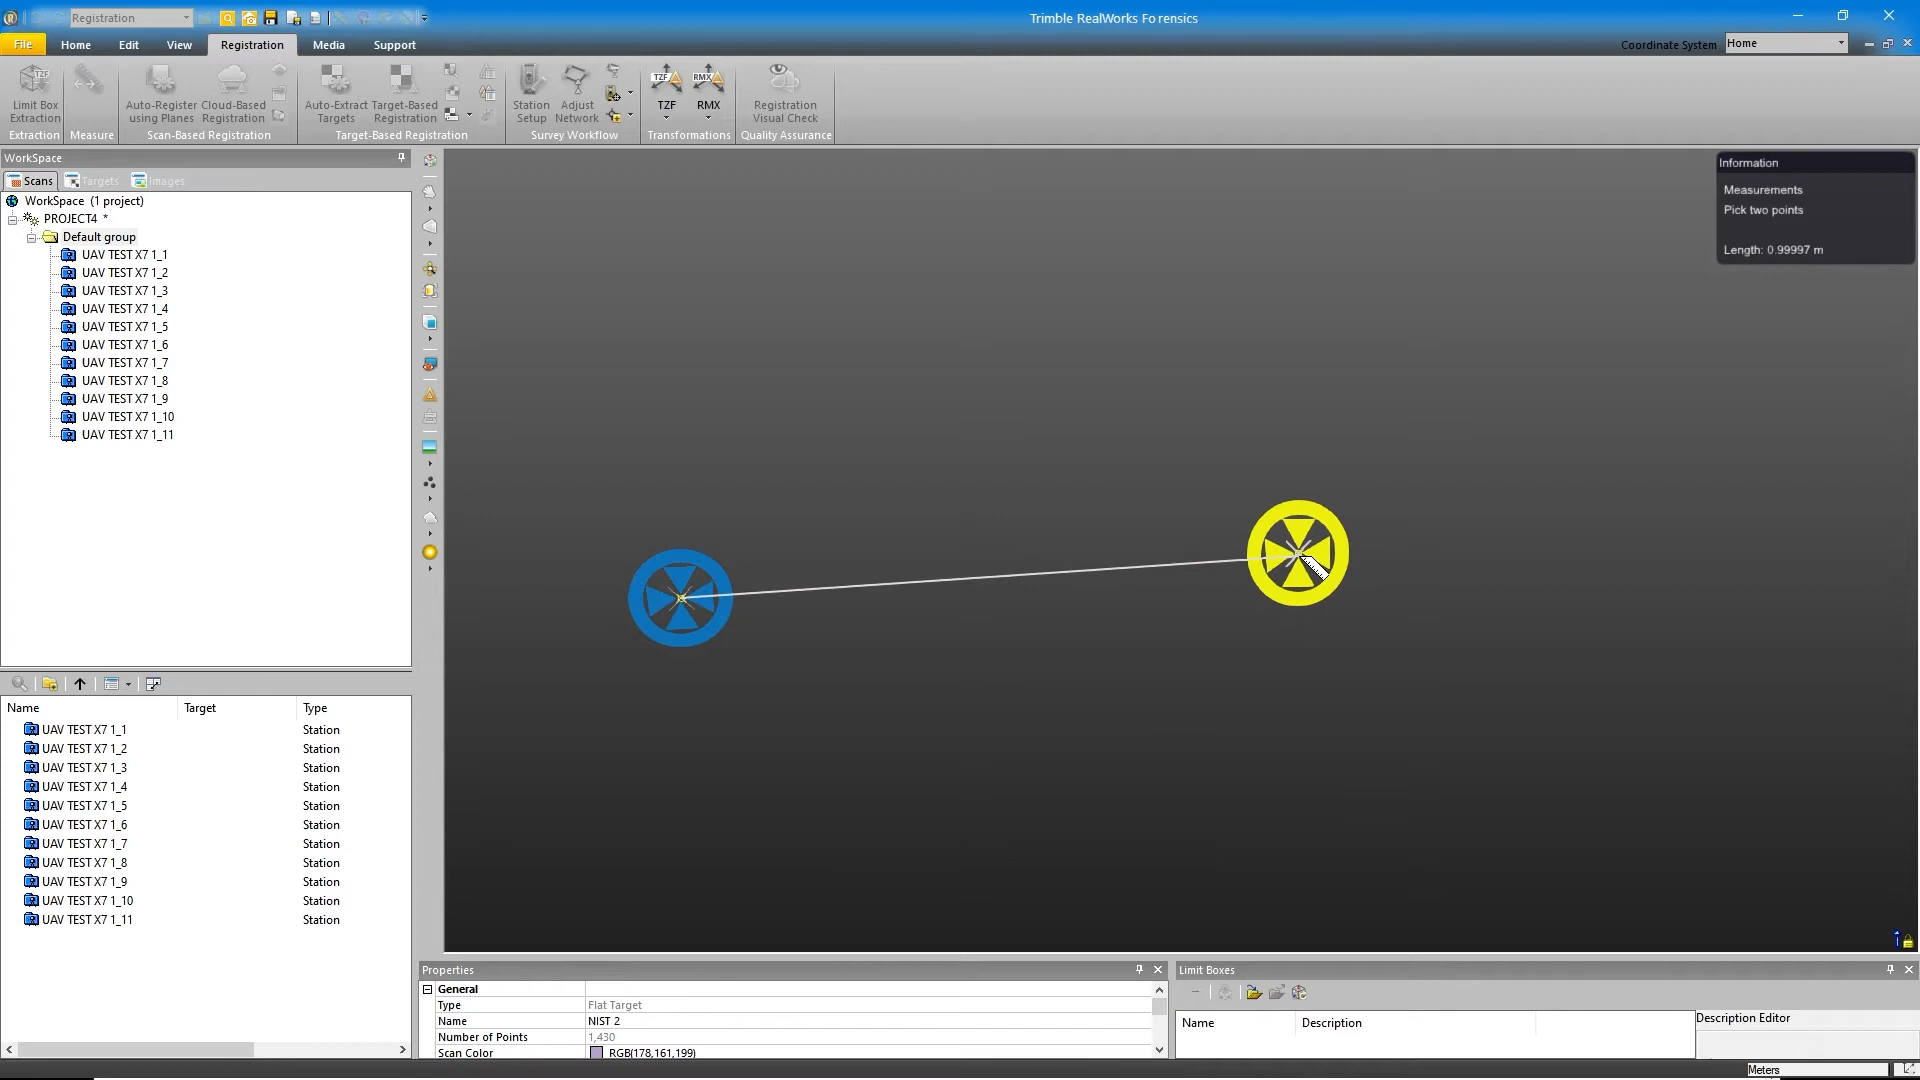 Registration
Trimble RealWorks Forensics
File
Home
Edit
View
Registration
Media
Support
Coordinate System
Home
Limit Box
Extraction
Auto-Register
using Planes
Cloud-Based
Registration
Auto-Extract
Targets
Target-Based
Registration
Station
Setup
Adjust
Network
TZF
TZF
RMX
RMX
Registration
Visual Check
Extraction
Measure
Scan-Based Registration
Target-Based Registration
Survey Workflow
Transformations
Quality Assurance
WorkSpace
Scans
Targets
Images
WorkSpace (1 project)
PROJECT4 *
Default group
UAV TEST X7 1_1
UAV TEST X7 1_2
UAV TEST X7 1_3
UAV TEST X7 1_4
UAV TEST X7 1_5
UAV TEST X7 1_6
UAV TEST X7 1_7
UAV TEST X7 1_8
UAV TEST X7 1_9
UAV TEST X7 1_10
UAV TEST X7 1_11
Information
Measurements
Pick two points
Length: 0.99997 m
Name Target Type
UAV TEST X7 1_1 Station
UAV TEST X7 1_2 Station
UAV TEST X7 1_3 Station
UAV TEST X7 1_4 Station
UAV TEST X7 1_5 Station
UAV TEST X7 1_6 Station
UAV TEST X7 1_7 Station
UAV TEST X7 1_8 Station
UAV TEST X7 1_9 Station
UAV TEST X7 1_10 Station
UAV TEST X7 1_11 Station
Properties
General
Type Flat Target
Name NIST 2
Number of Points 1,430
Scan Color RGB(178,161,199)
Limit Boxes
Name Description
Description Editor
Meters